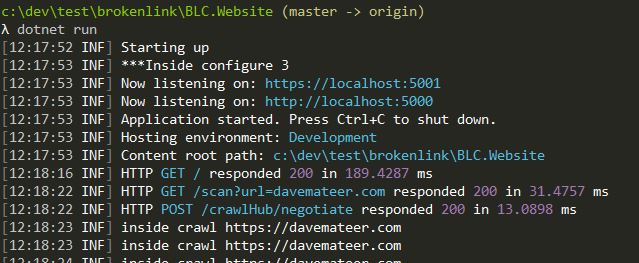 c:\dev\test\brokenlink\BLC.Website (master -> origin)
λ dotnet run
[12:17:52 INF] Starting up
[12:17:53 INF] ***Inside configure 3
[12:17:53 INF] Now listening on: https://localhost:5001
[12:17:53 INF] Now listening on: http://localhost:5000
[12:17:53 INF] Application started. Press Ctrl+C to shut down.
[12:17:53 INF] Hosting environment: Development
[12:17:53 INF] Content root path: c:\dev\test\brokenlink\BLC.Website
[12:18:16 INF] HTTP GET / responded 200 in 189.4287 ms
[12:18:22 INF] HTTP GET /scan?url=davemateer.com responded 200 in 31.4757 ms
[12:18:22 INF] HTTP POST /crawlHub/negotiate responded 200 in 13.0898 ms
[12:18:23 INF] inside crawl https://davemateer.com
[12:18:23 INF] inside crawl https://davemateer.com
[12:18:24 INF] inside crawl https://davemateer.com